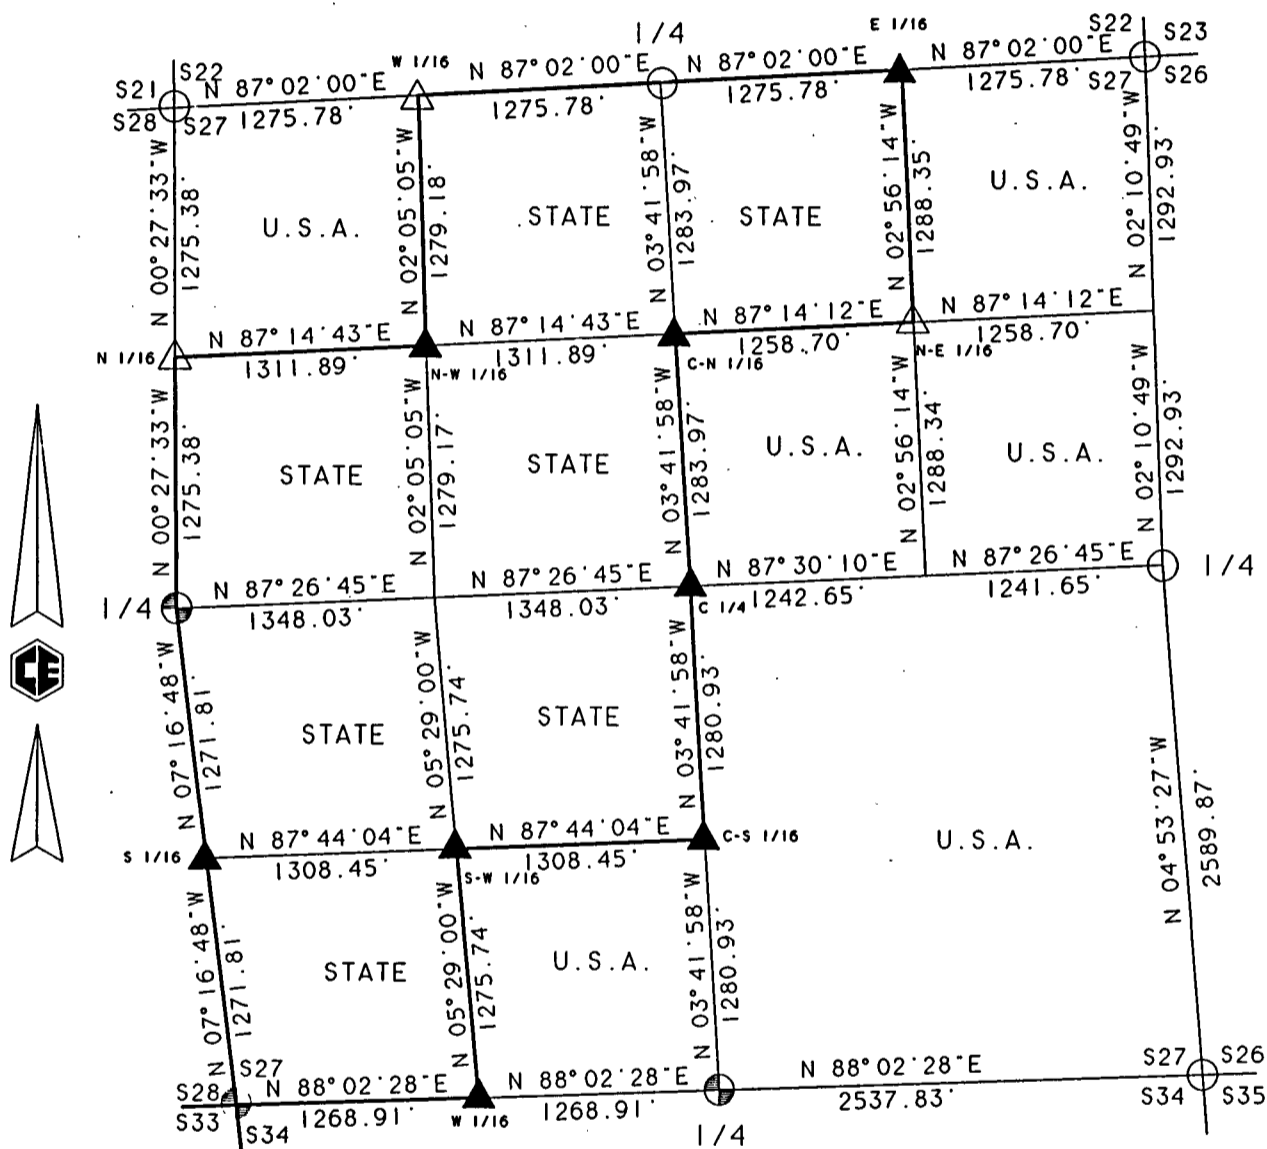 1/4
E 1/16
S22
S23
W 1/16
N 87°02'00"E
N 87°02'00"E
N 87°02'00"E
S21
S22
N 87°02'00"E
1275.78'
1275.78'
1275.78'
S27
S26
S28
S27
1275.78'
N 00°27'33"W
1275.38'
N 02°05'05"W
1279.18'
N 03°41'58"W
1283.97'
N 02°56'14"W
1288.35'
N 02°10'49"W
1292.93'
U.S.A.
STATE
STATE
U.S.A.
N 1/16
N 87°14'43"E
1311.89'
N-W 1/16
N 87°14'43"E
1311.89'
C-N 1/16
N 87°14'12"E
1258.70'
N-E 1/16
N 87°14'12"E
1258.70'
N 00°27'33"W
1275.38'
N 02°05'05"W
1279.17'
N 03°41'58"W
1283.97'
N 02°56'14"W
1288.34'
N 02°10'49"W
1292.93'
STATE
STATE
U.S.A.
U.S.A.
1/4
N 87°26'45"E
1348.03'
N 87°26'45"E
1348.03'
C 1/4
N 87°30'10"E
1242.65'
N 87°26'45"E
1241.65'
1/4
CE
N 07°16'48"W
1271.81'
N 05°29'00"W
1275.74'
N 03°41'58"W
1280.93'
N 04°53'27"W
2589.87'
STATE
STATE
U.S.A.
S 1/16
N 87°44'04"E
1308.45'
S-W 1/16
N 87°44'04"E
1308.45'
C-S 1/16
N 07°16'48"W
1271.81'
N 05°29'00"W
1275.74'
N 03°41'58"W
1280.93'
STATE
U.S.A.
S28
S27
S33
S34
N 88°02'28"E
1268.91'
W 1/16
N 88°02'28"E
1268.91'
1/4
N 88°02'28"E
2537.83'
S27
S26
S34
S35